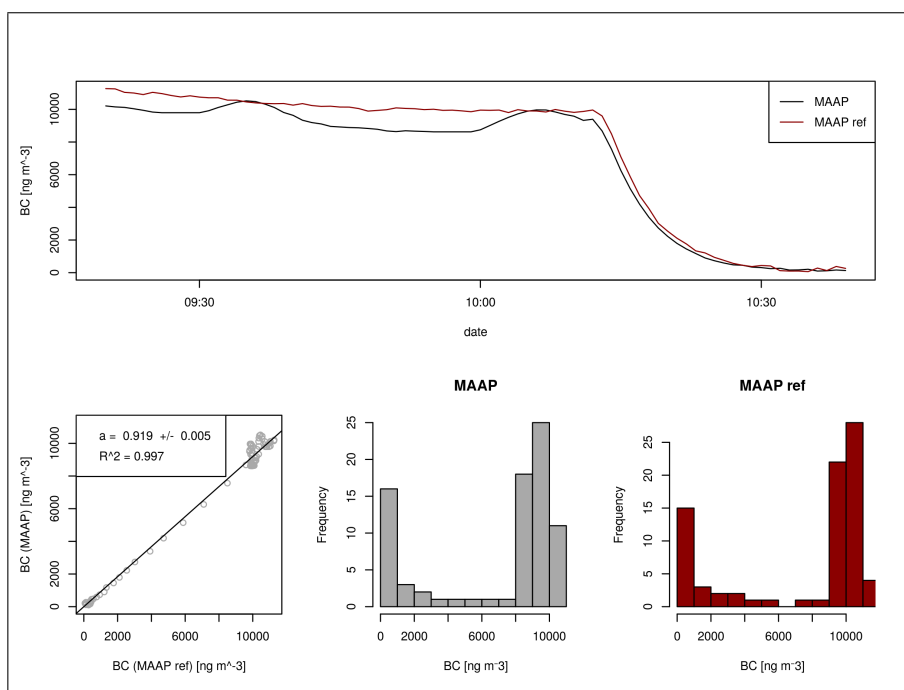 MAAP
MAAP ref
BC [ng m^-3]
0
2000
6000
10000
09:30
10:00
10:30
date
a = 0.919 +/- 0.005
R^2 = 0.997
BC (MAAP) [ng m^-3]
0
2000
6000
10000
0
2000
6000
10000
BC (MAAP ref) [ng m^-3]
MAAP
Frequency
0
5
10
15
20
25
0
2000
6000
10000
BC [ng m⁻³]
MAAP ref
Frequency
0
5
10
15
20
25
0
2000
6000
10000
BC [ng m⁻³]